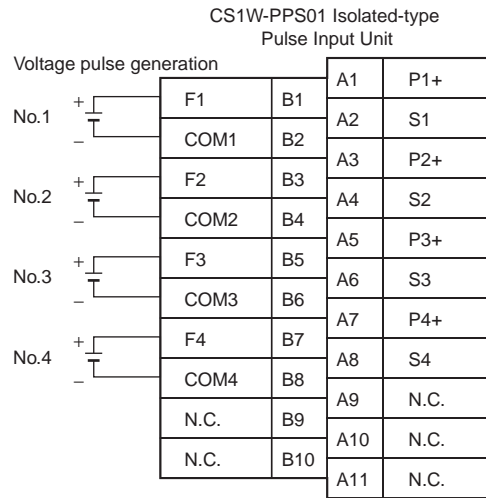 CS1W-PPS01 Isolated-type
Pulse Input Unit
Voltage pulse generation
A1 P1+
F1 B1
No.1 +
–
A2 S1
COM1 B2
A3 P2+
F2 B3
No.2 +
–
A4 S2
COM2 B4
A5 P3+
F3 B5
No.3 +
–
A6 S3
COM3 B6
A7 P4+
F4 B7
No.4 +
–
A8 S4
COM4 B8
A9 N.C.
N.C. B9
A10 N.C.
N.C. B10
A11 N.C.